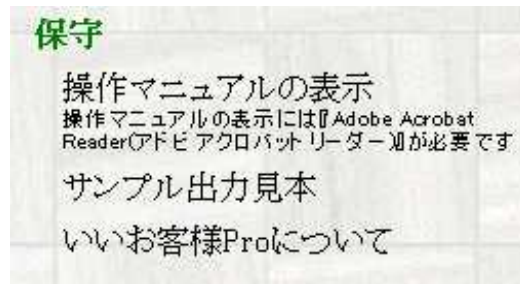 保守
操作マニュアルの表示
操作マニュアルの表示には『Adobe Acrobat
Reader(アドビ アクロバット リーダー)』が必要です
サンプル出力見本
いいお客様Proについて